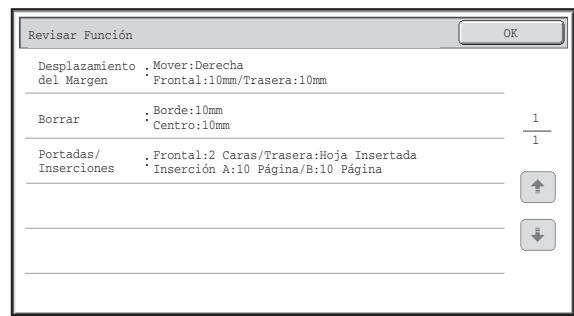 Revisar Función
OK
Desplazamiento : Mover:Derecha
del Margen Frontal:10mm/Trasera:10mm
Borrar : Borde:10mm
Centro:10mm
1
1
Portadas/ : Frontal:2 Caras/Trasera:Hoja Insertada
Inserciones Inserción A:10 Página/B:10 Página